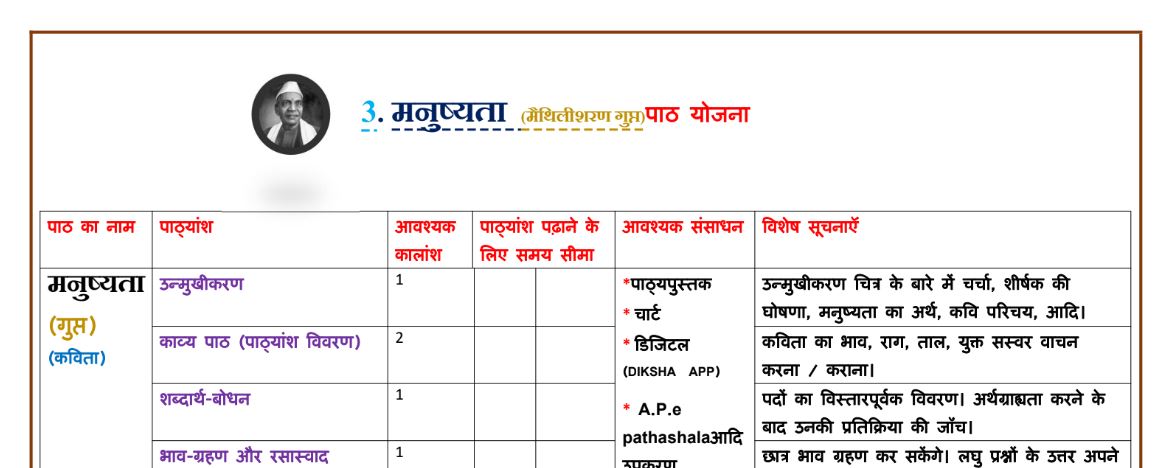 3. मनुष्यता (मैथिलीशरण गुप्त)पाठ योजना
पाठ का नाम
पाठ्यांश
आवश्यक
कालांश
पाठ्यांश पढ़ाने के
लिए समय सीमा
आवश्यक संसाधन
विशेष सूचनाएँ
मनुष्यता
(गुप्त)
(कविता)
उन्मुखीकरण
1
*पाठ्यपुस्तक
* चार्ट
* डिजिटल
(DIKSHA APP)
* A.P.e
pathashalaआदि
उपकरण
उन्मुखीकरण चित्र के बारे में चर्चा, शीर्षक की
घोषणा, मनुष्यता का अर्थ, कवि परिचय, आदि।
काव्य पाठ (पाठ्यांश विवरण)
2
कविता का भाव, राग, ताल, युक्त सस्वर वाचन
करना / कराना।
शब्दार्थ-बोधन
1
पदों का विस्तारपूर्वक विवरण। अर्थग्राह्यता करने के
बाद उनकी प्रतिक्रिया की जाँच।
भाव-ग्रहण और रसास्वाद
1
छात्र भाव ग्रहण कर सकेंगे। लघु प्रश्नों के उत्तर अपने